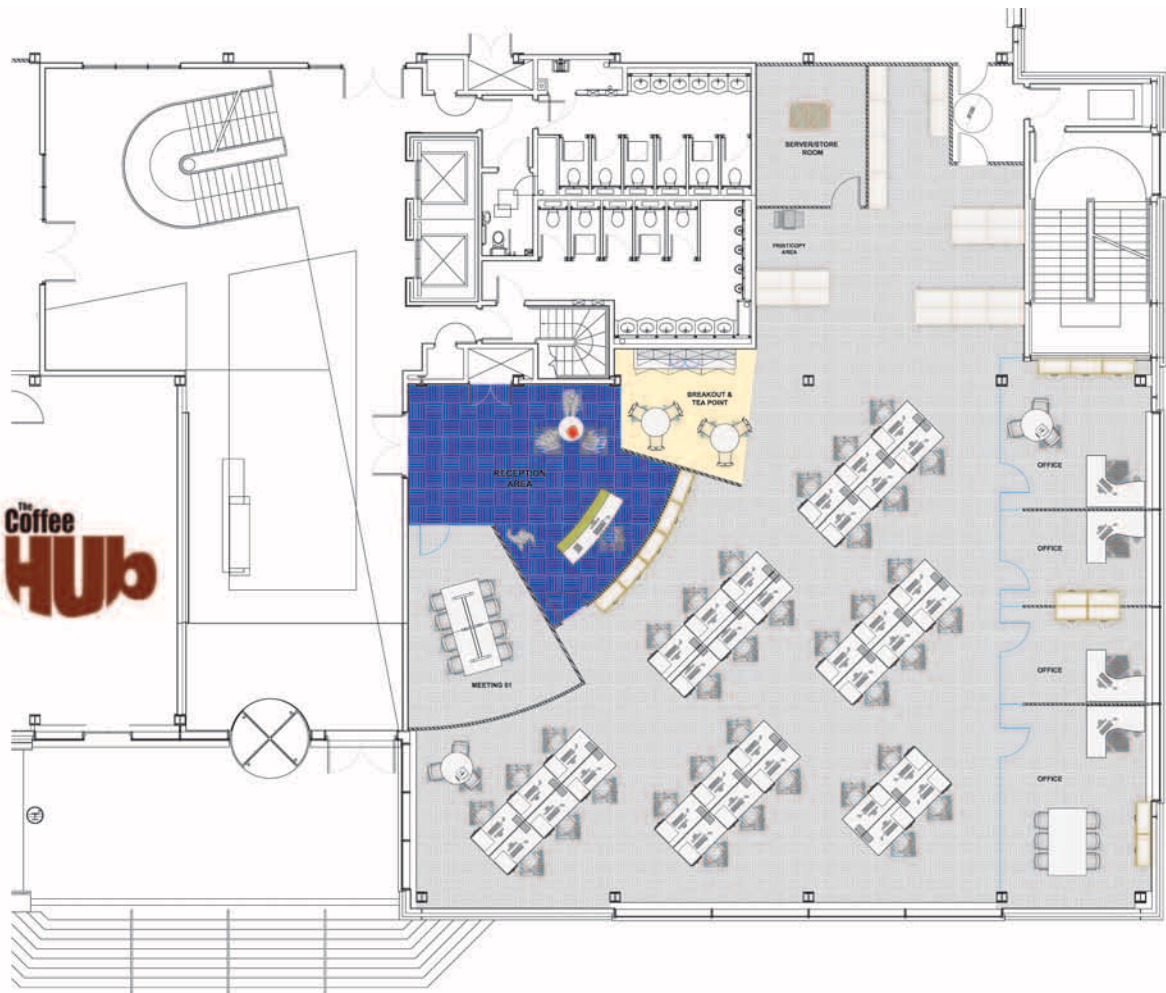 SERVER/STORE
ROOM
PRINT/COPY
AREA
BREAKOUT &
TEA POINT
RECEPTION
AREA
OFFICE
The
Coffee
HUb
OFFICE
OFFICE
MEETING 01
OFFICE